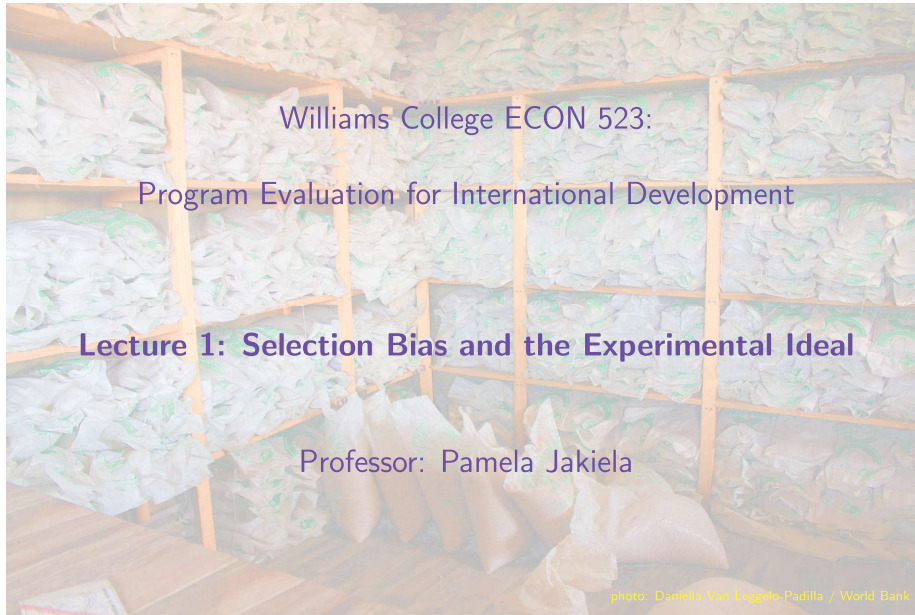 Williams College ECON 523:
Program Evaluation for International Development
Lecture 1: Selection Bias and the Experimental Ideal
Professor: Pamela Jakiela
photo: Daniella Van Leggelo-Padilla / World Bank